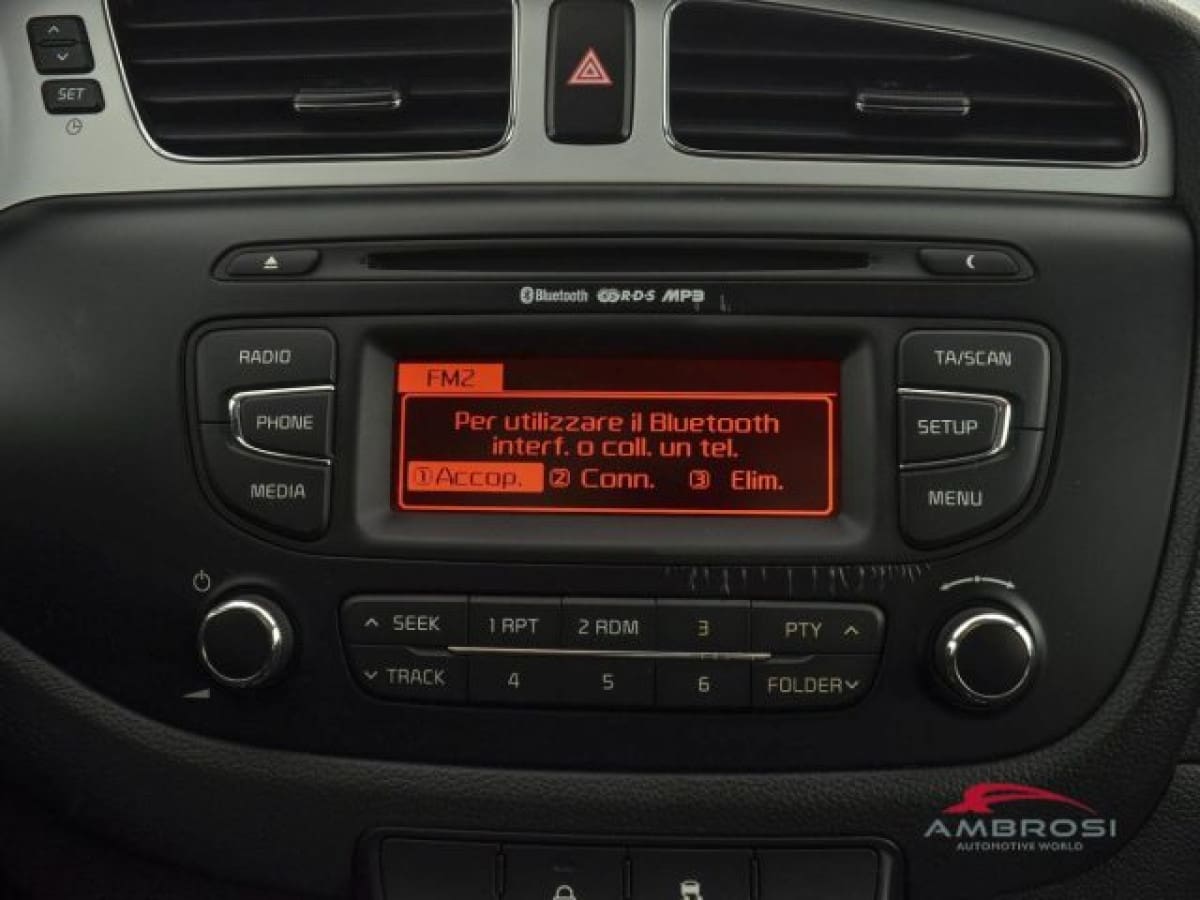 SET
Bluetooth R·D·S MP3
RADIO
TA/SCAN
FM2
PHONE
Per utilizzare il Bluetooth
interf. o coll. un tel.
SETUP
1 Accop. 2 Conn. 3 Elim.
MEDIA
MENU
SEEK 1 RPT 2 RDM 3 PTY
TRACK 4 5 6 FOLDER
AMBROSI
AUTOMOTIVE WORLD